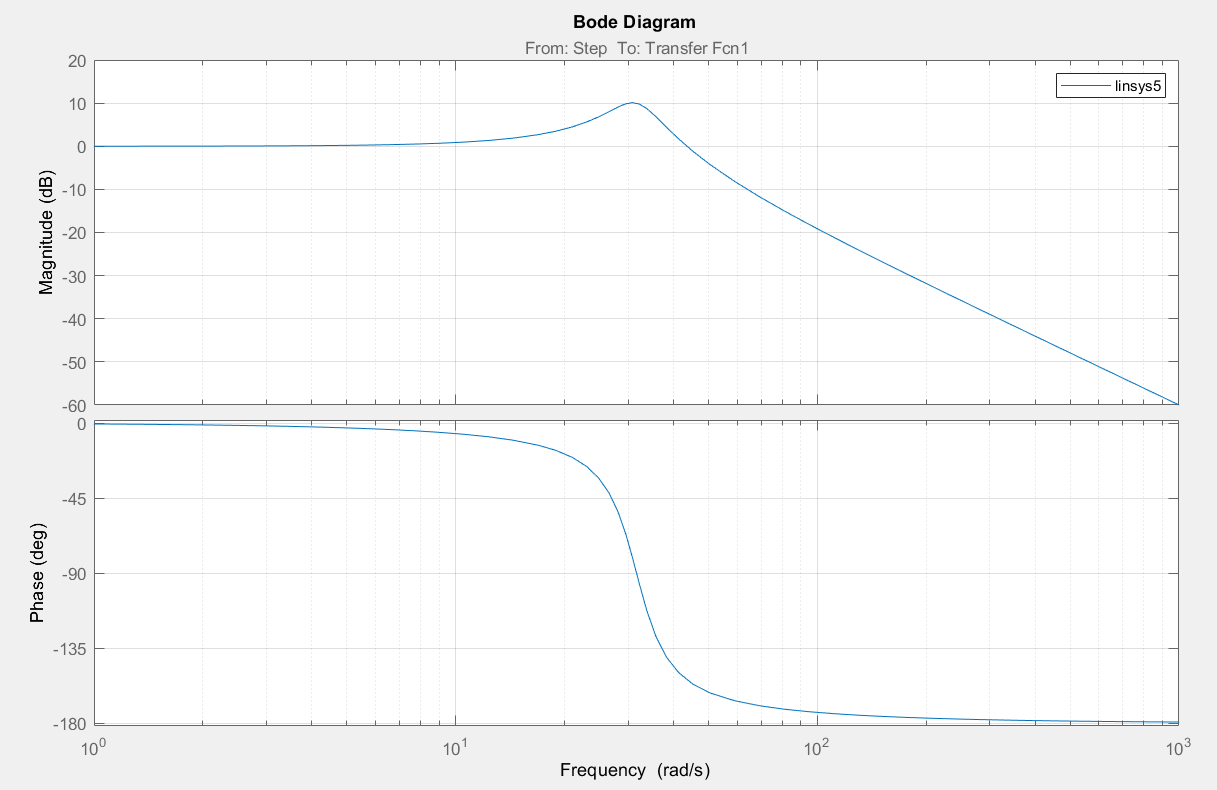 Bode Diagram
From: Step  To: Transfer Fcn1
linsys5
Magnitude (dB)
20
10
0
-10
-20
-30
-40
-50
-60
Phase (deg)
0
-45
-90
-135
-180
10^0 10^1 10^2 10^3
Frequency  (rad/s)